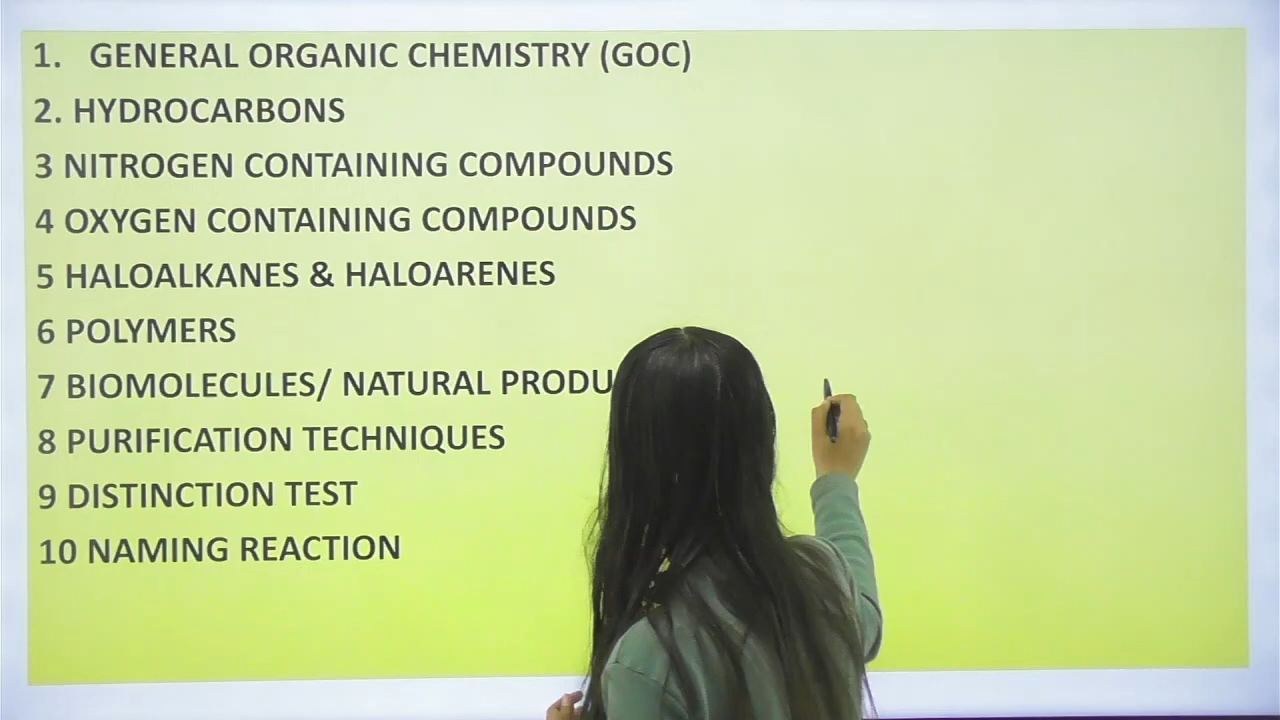 1. GENERAL ORGANIC CHEMISTRY (GOC)
2. HYDROCARBONS
3 NITROGEN CONTAINING COMPOUNDS
4 OXYGEN CONTAINING COMPOUNDS
5 HALOALKANES & HALOARENES
6 POLYMERS
7 BIOMOLECULES/ NATURAL
8 PURIFICATION TECHNIQUES
9 DISTINCTION TEST
10 NAMING REACTION